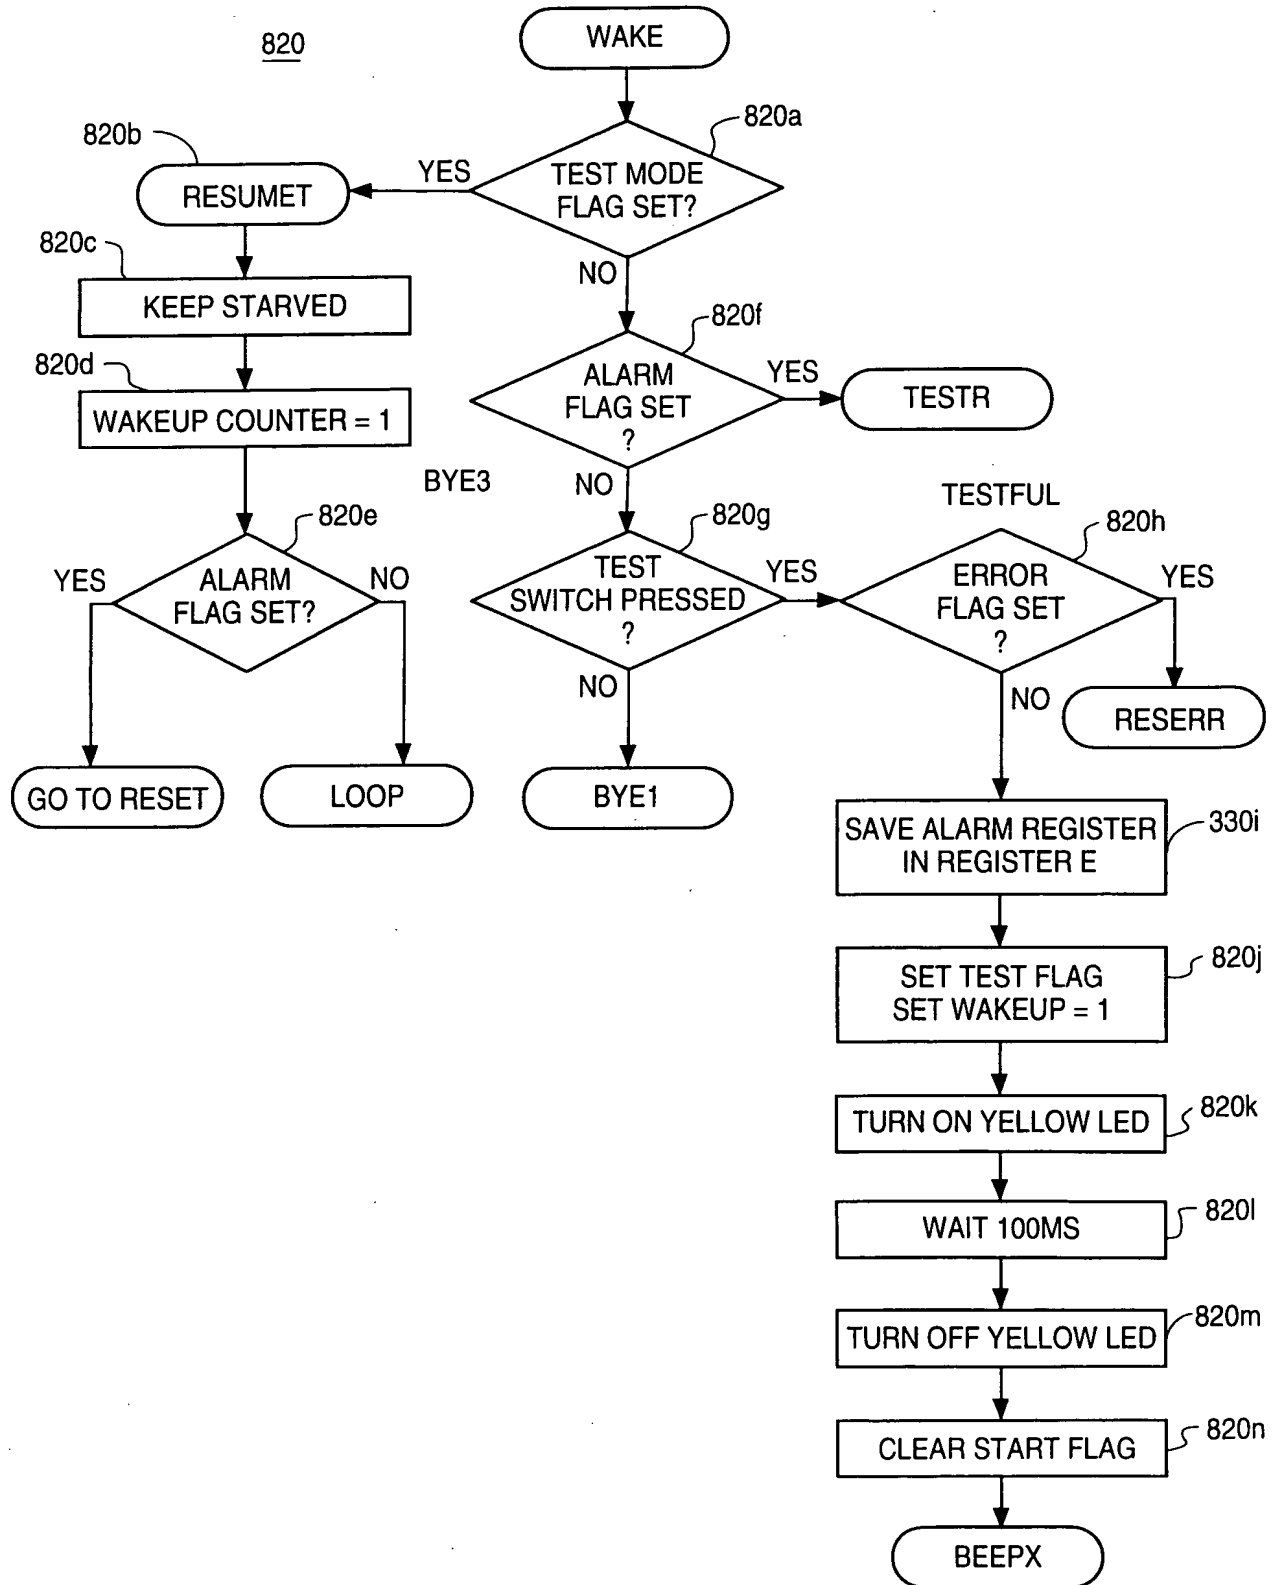 820
WAKE
820a
TEST MODE
FLAG SET?
YES
NO
820b
RESUMET
820c
KEEP STARVED
820d
WAKEUP COUNTER = 1
820e
ALARM
FLAG SET?
YES
NO
GO TO RESET
LOOP
820f
ALARM
FLAG SET
?
YES
TESTR
NO
BYE3
820g
TEST
SWITCH PRESSED
?
YES
NO
BYE1
TESTFUL
820h
ERROR
FLAG SET
?
YES
RESERR
NO
SAVE ALARM REGISTER
IN REGISTER E
330i
SET TEST FLAG
SET WAKEUP = 1
820j
TURN ON YELLOW LED
820k
WAIT 100MS
820l
TURN OFF YELLOW LED
820m
CLEAR START FLAG
820n
BEEPX